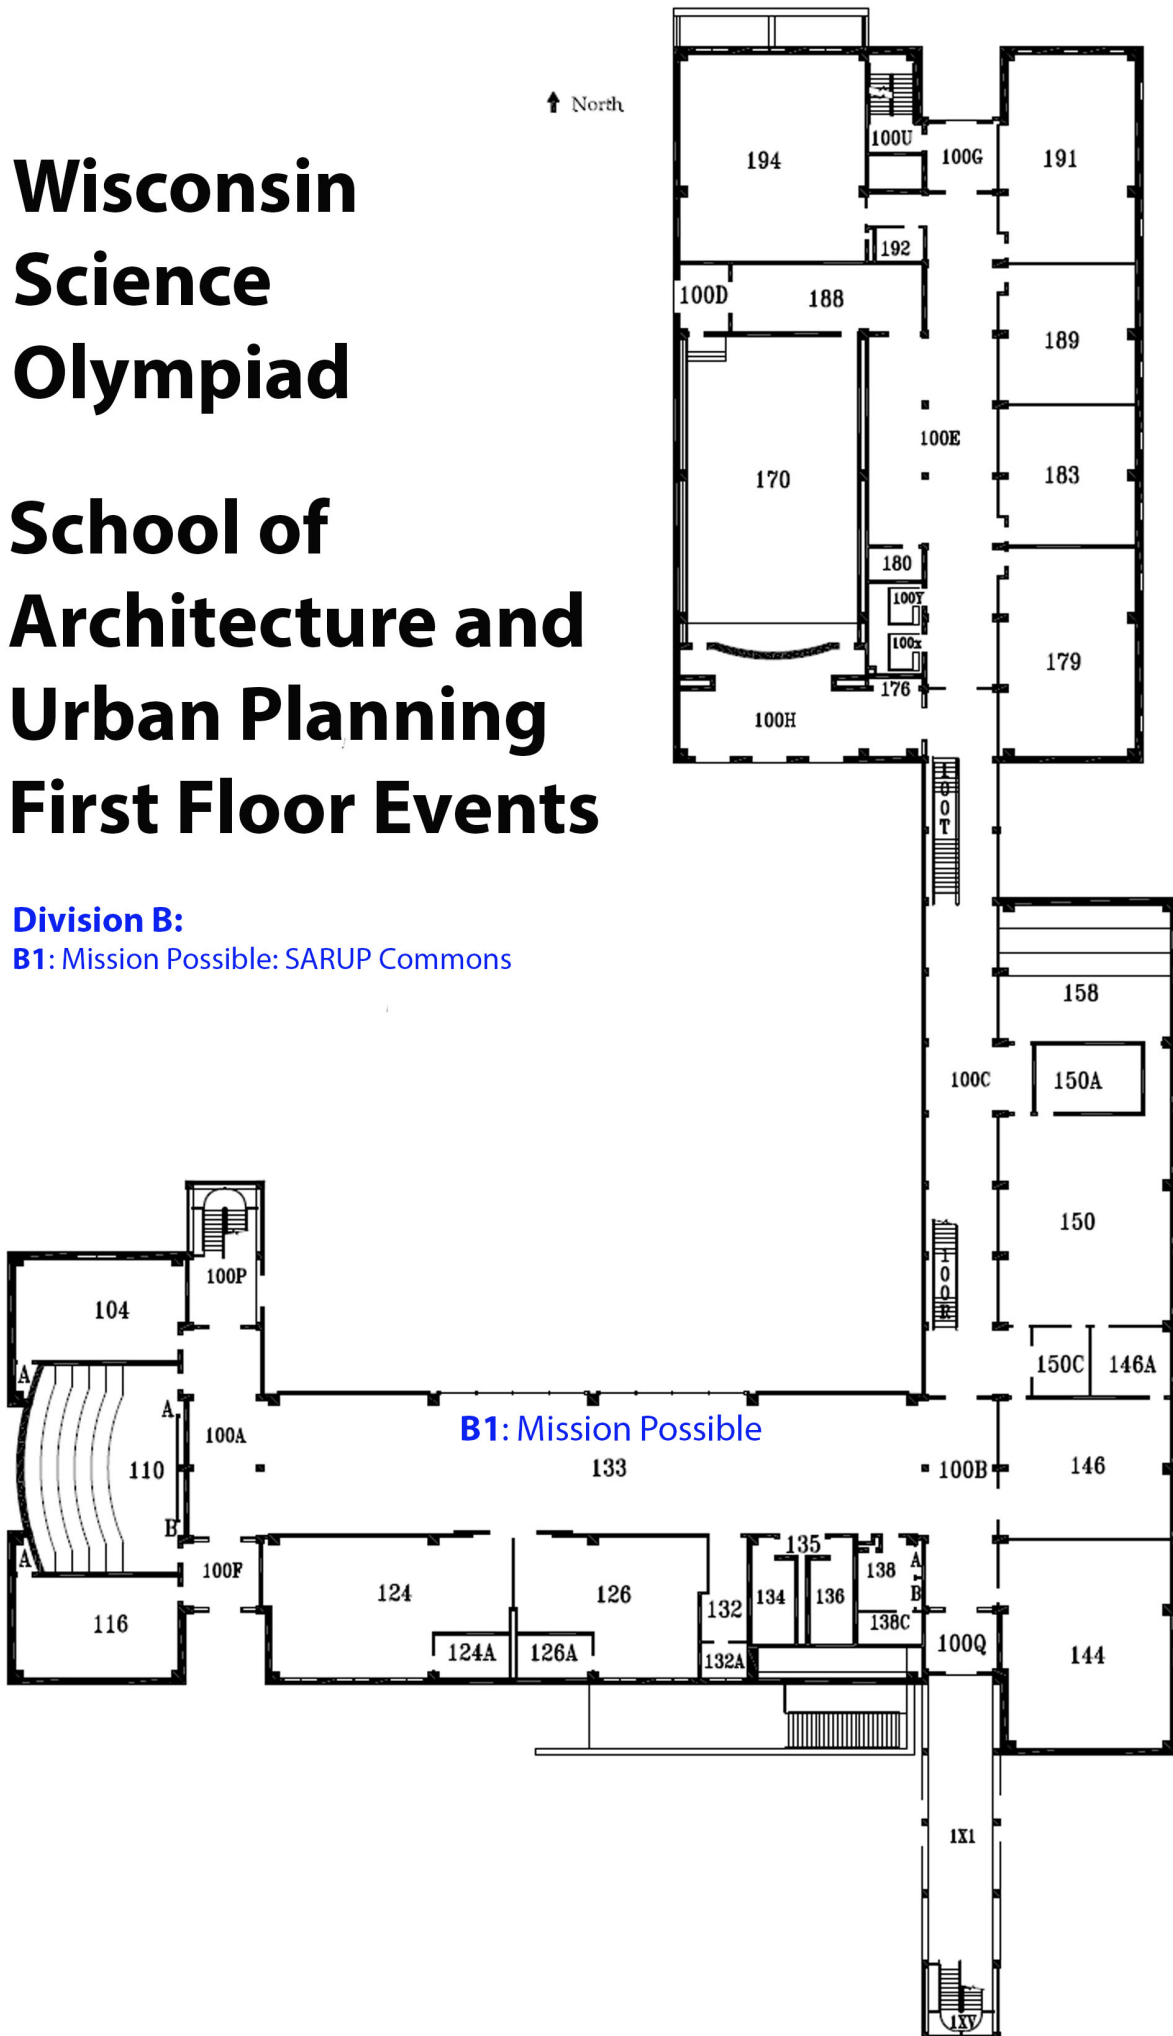 North
Wisconsin
Science
Olympiad
School of
Architecture and
Urban Planning
First Floor Events
Division B:
B1: Mission Possible: SARUP Commons
194
100U
100G
191
192
100D
188
189
100E
170
183
180
100Y
100x
179
176
100H
100T
158
100C
150A
150
100R
100P
104
150C
146A
A
A
B1: Mission Possible
100A
110
133
100B
146
B
A
100F
135
138
A
124
126
134
136
B
132
116
138C
100Q
144
124A
126A
132A
1X1
1XV